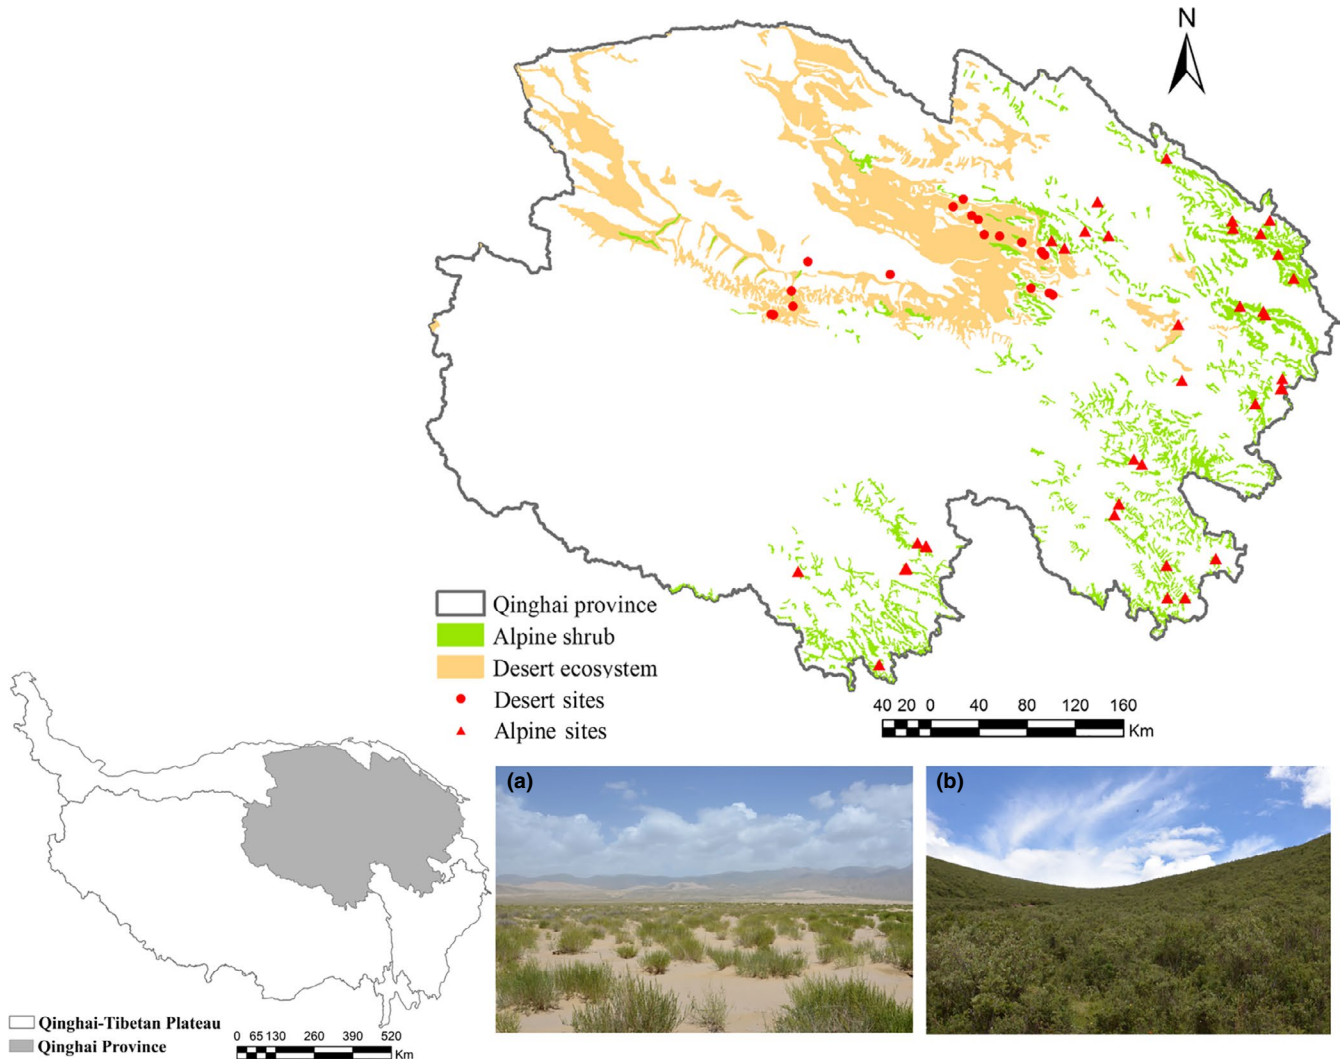 N
Qinghai province
Alpine shrub
Desert ecosystem
Desert sites
Alpine sites
40 20 0 40 80 120 160
Km
Qinghai-Tibetan Plateau
Qinghai Province
0 65 130 260 390 520
Km
(a)
(b)